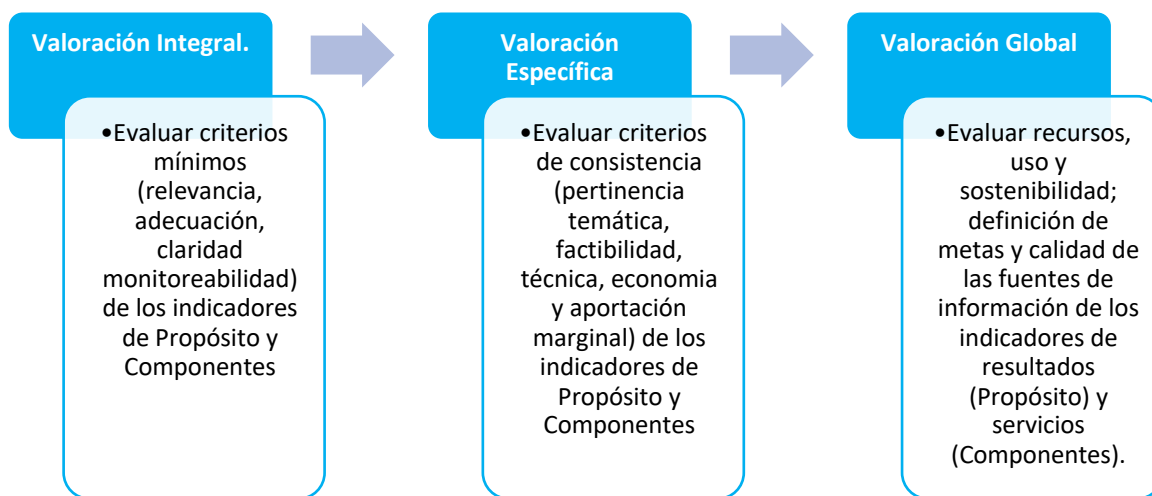 Valoración Integral.
•Evaluar criterios
mínimos
(relevancia,
adecuación,
claridad
monitoreabilidad)
de los indicadores
de Propósito y
Componentes
Valoración
Específica
•Evaluar criterios
de consistencia
(pertinencia
temática,
factibilidad,
técnica, economia
y aportación
marginal) de los
indicadores de
Propósito y
Componentes
Valoración Global
•Evaluar recursos,
uso y
sostenibilidad;
definición de
metas y calidad de
las fuentes de
información de los
indicadores de
resultados
(Propósito) y
servicios
(Componentes).